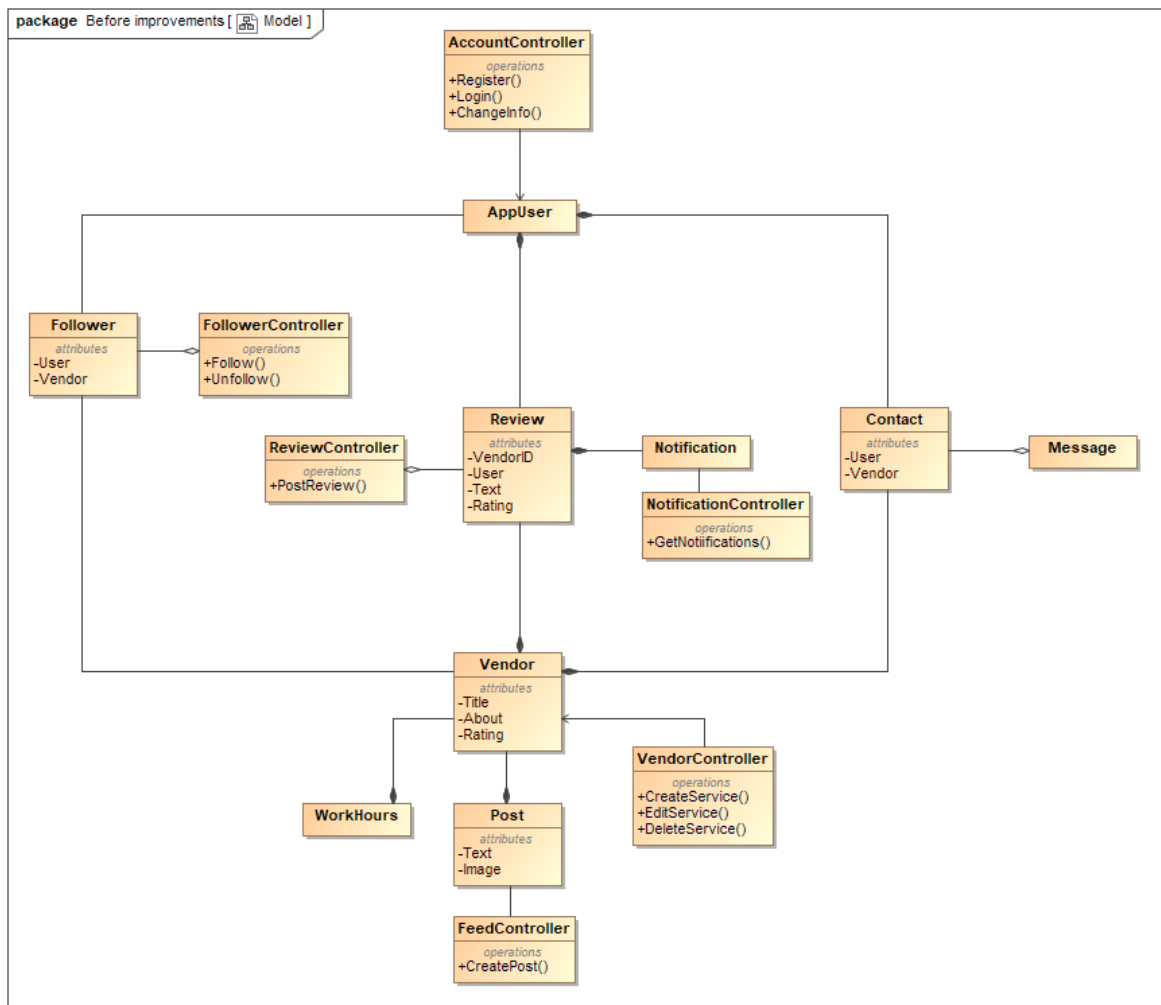 package Before improvements [ Model ]
AccountController
operations
+Register()
+Login()
+ChangeInfo()
AppUser
Follower
attributes
-User
-Vendor
FollowerController
operations
+Follow()
+Unfollow()
Review
attributes
-VendorID
-User
-Text
-Rating
ReviewController
operations
+PostReview()
Notification
NotificationController
operations
+GetNotiifications()
Contact
attributes
-User
-Vendor
Message
Vendor
attributes
-Title
-About
-Rating
VendorController
operations
+CreateService()
+EditService()
+DeleteService()
WorkHours
Post
attributes
-Text
-Image
FeedController
operations
+CreatePost()